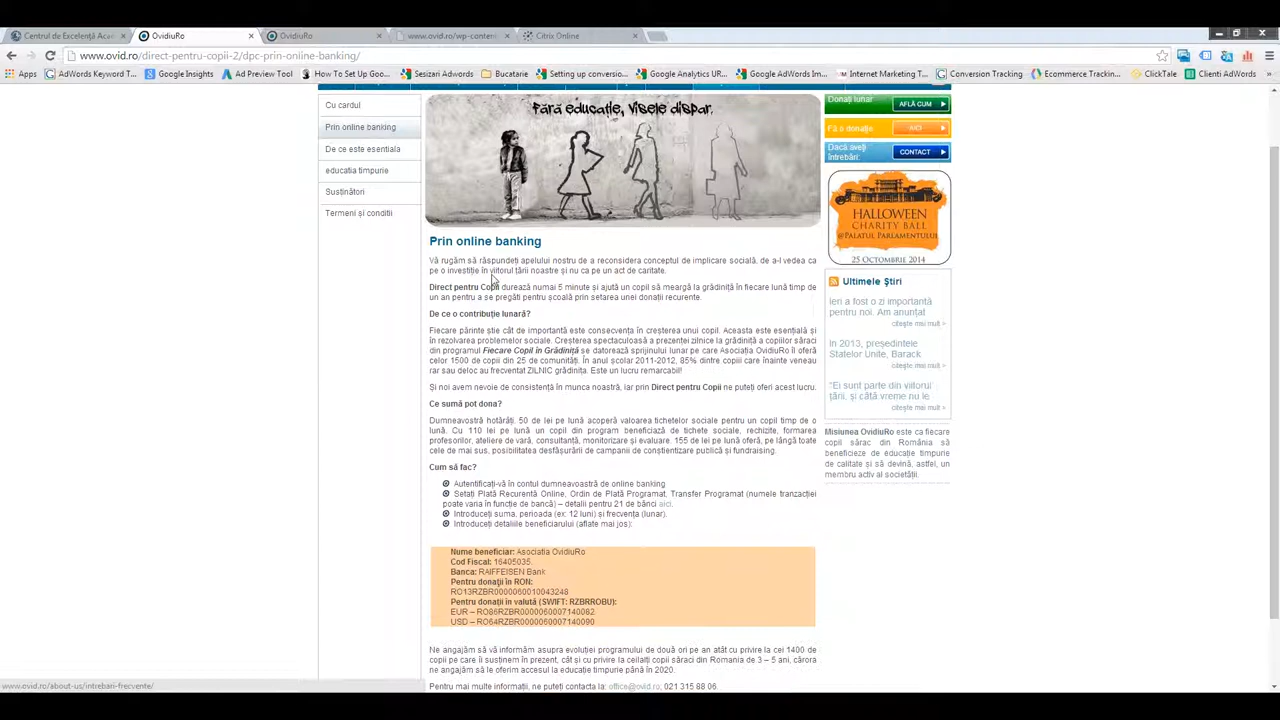 Centrul de Excelență Aca
OvidiuRo
OvidiuRo
www.ovid.ro/wp-conten
Citrix Online
www.ovid.ro/direct-pentru-copii-2/dpc-prin-online-banking/
Apps
AdWords Keyword T...
Google Insights
Ad Preview Tool
How To Set Up Goo...
Sesizari Adwords
Bucatarie
Setting up conversio...
Google Analytics UR...
Google AdWords Im...
Internet Marketing T...
Conversion Tracking
Ecommerce Trackin...
ClickTale
Clienti AdWords
Cu cardul
Prin online banking
De ce este esentiala
educatia timpurie
Sustinători
Termeni și conditii
Fără educație, visele dispar.
Donați lunar
AFLĂ CUM
Fă o donație
AICI
Dacă aveți
întrebări:
CONTACT
HALLOWEEN
CHARITY BALL
@PALATUL PARLAMENTULUI
25 OCTOMBRIE 2014
Prin online banking
Vă rugăm să răspundeți apelului nostru de a reconsidera conceptul de implicare socială, de a-l vedea ca
pe o investiție în viitorul țării noastre și nu ca pe un act de caritate.
Direct pentru Copii durează numai 5 minute și ajută un copil să meargă la grădiniță în fiecare lună timp de
un an pentru a se pregăti pentru școală prin setarea unei donații recurente.
De ce o contribuție lunară?
Fiecare părinte știe cât de importantă este consecvența în creșterea unui copil. Aceasta este esențială și
în rezolvarea problemelor sociale. Creșterea spectaculoasă a prezenței zilnice la grădiniță a copiilor săraci
din programul Fiecare Copil în Grădiniță se datorează sprijinului lunar pe care Asociația OvidiuRo îl oferă
celor 1500 de copii din 25 de comunități. În anul școlar 2011-2012, 85% dintre copiii care înainte veneau
rar sau deloc au frecventat ZILNIC grădinița. Este un lucru remarcabil!
Și noi avem nevoie de consistență în munca noastră, iar prin Direct pentru Copii ne puteți oferi acest lucru.
Ce sumă pot dona?
Dumneavostră hotărâți. 50 de lei pe lună acoperă valoarea tichetelor sociale pentru un copil timp de o
lună. Cu 110 lei pe lună un copil din program beneficiază de tichete sociale, rechizite, formarea
profesorilor, ateliere de vară, consultanță, monitorizare și evaluare. 155 de lei pe lună oferă, pe lângă toate
cele de mai sus, posibilitatea desfășurării de campanii de conștientizare publică și fundraising.
Cum să fac?
Autentificați-vă în contul dumneavoastră de online banking
Setați Plată Recurentă Online, Ordin de Plată Programat, Transfer Programat (numele tranzacției
poate varia în funcție de bancă) – detalii pentru 21 de bănci aici.
Introduceți suma, perioada (ex: 12 luni) și frecvența (lunar).
Introduceți detaliile beneficiarului (aflate mai jos):
Nume beneficiar: Asociatia OvidiuRo
Cod Fiscal: 16405035
Banca: RAIFFEISEN Bank
Pentru donații în RON:
RO13RZBR0000060010043248
Pentru donații în valută (SWIFT: RZBRROBU):
EUR – RO86RZBR0000060007140082
USD – RO64RZBR0000060007140090
Ne angajăm să vă informăm asupra evoluției programului de două ori pe an atât cu privire la cei 1400 de
copii pe care îi susținem în prezent, cât și cu privire la ceilalți copii săraci din Romania de 3 – 5 ani, cărora
ne angajăm să le oferim accesul la educație timpurie până în 2020.
Pentru mai multe informații, ne puteți contacta la: office@ovid.ro, 021 315 88 06.
Ultimele Știri
Ieri a fost o zi importantă
pentru noi. Am anunțat
citește mai mult >
In 2013, președintele
Statelor Unite, Barack
citește mai mult >
"Ei sunt parte din viitorul
țării, și câtă vreme nu le
citește mai mult >
Misiunea OvidiuRo este ca fiecare
copil sărac din România să
beneficieze de educație timpurie
de calitate și să devină, astfel, un
membru activ al societății.
www.ovid.ro/about-us/intrebari-frecvente/